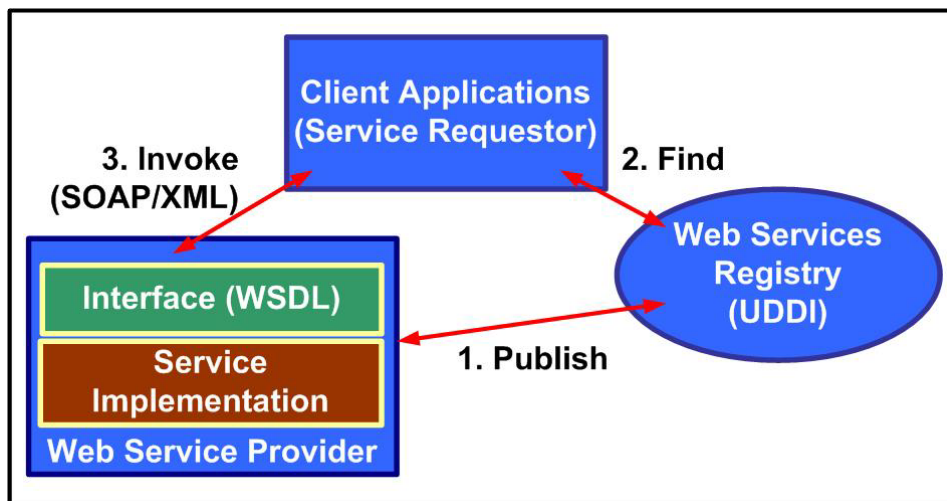 Client Applications
(Service Requestor)
3. Invoke
(SOAP/XML)
2. Find
Web Services
Registry
(UDDI)
Interface (WSDL)
1. Publish
Service
Implementation
Web Service Provider